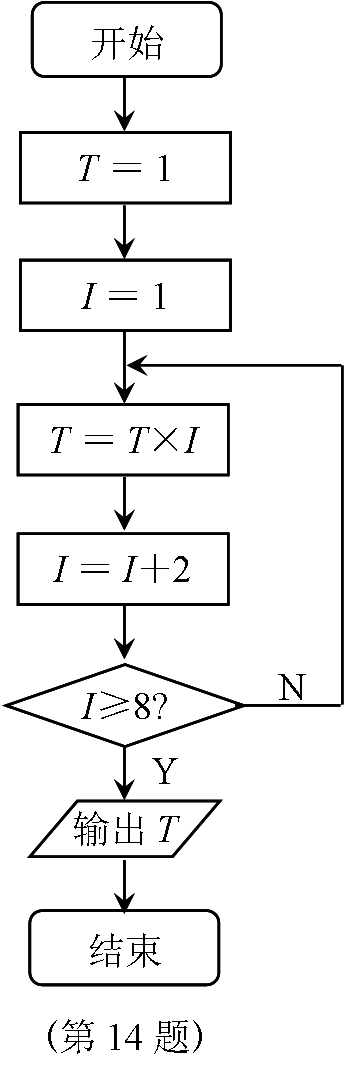 开始
T = 1
I = 1
T = T×I
I = I+2
I≥8?
N
Y
输出 T
结束
(第 14 题)